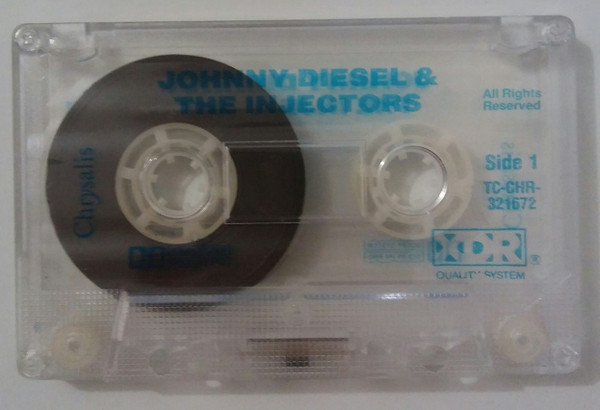 JOHNNY DIESEL &
THE INJECTORS
All Rights
Reserved
Chrysalis
Side 1
TC-CHR-
321672
XDR®
QUALITY SYSTEM